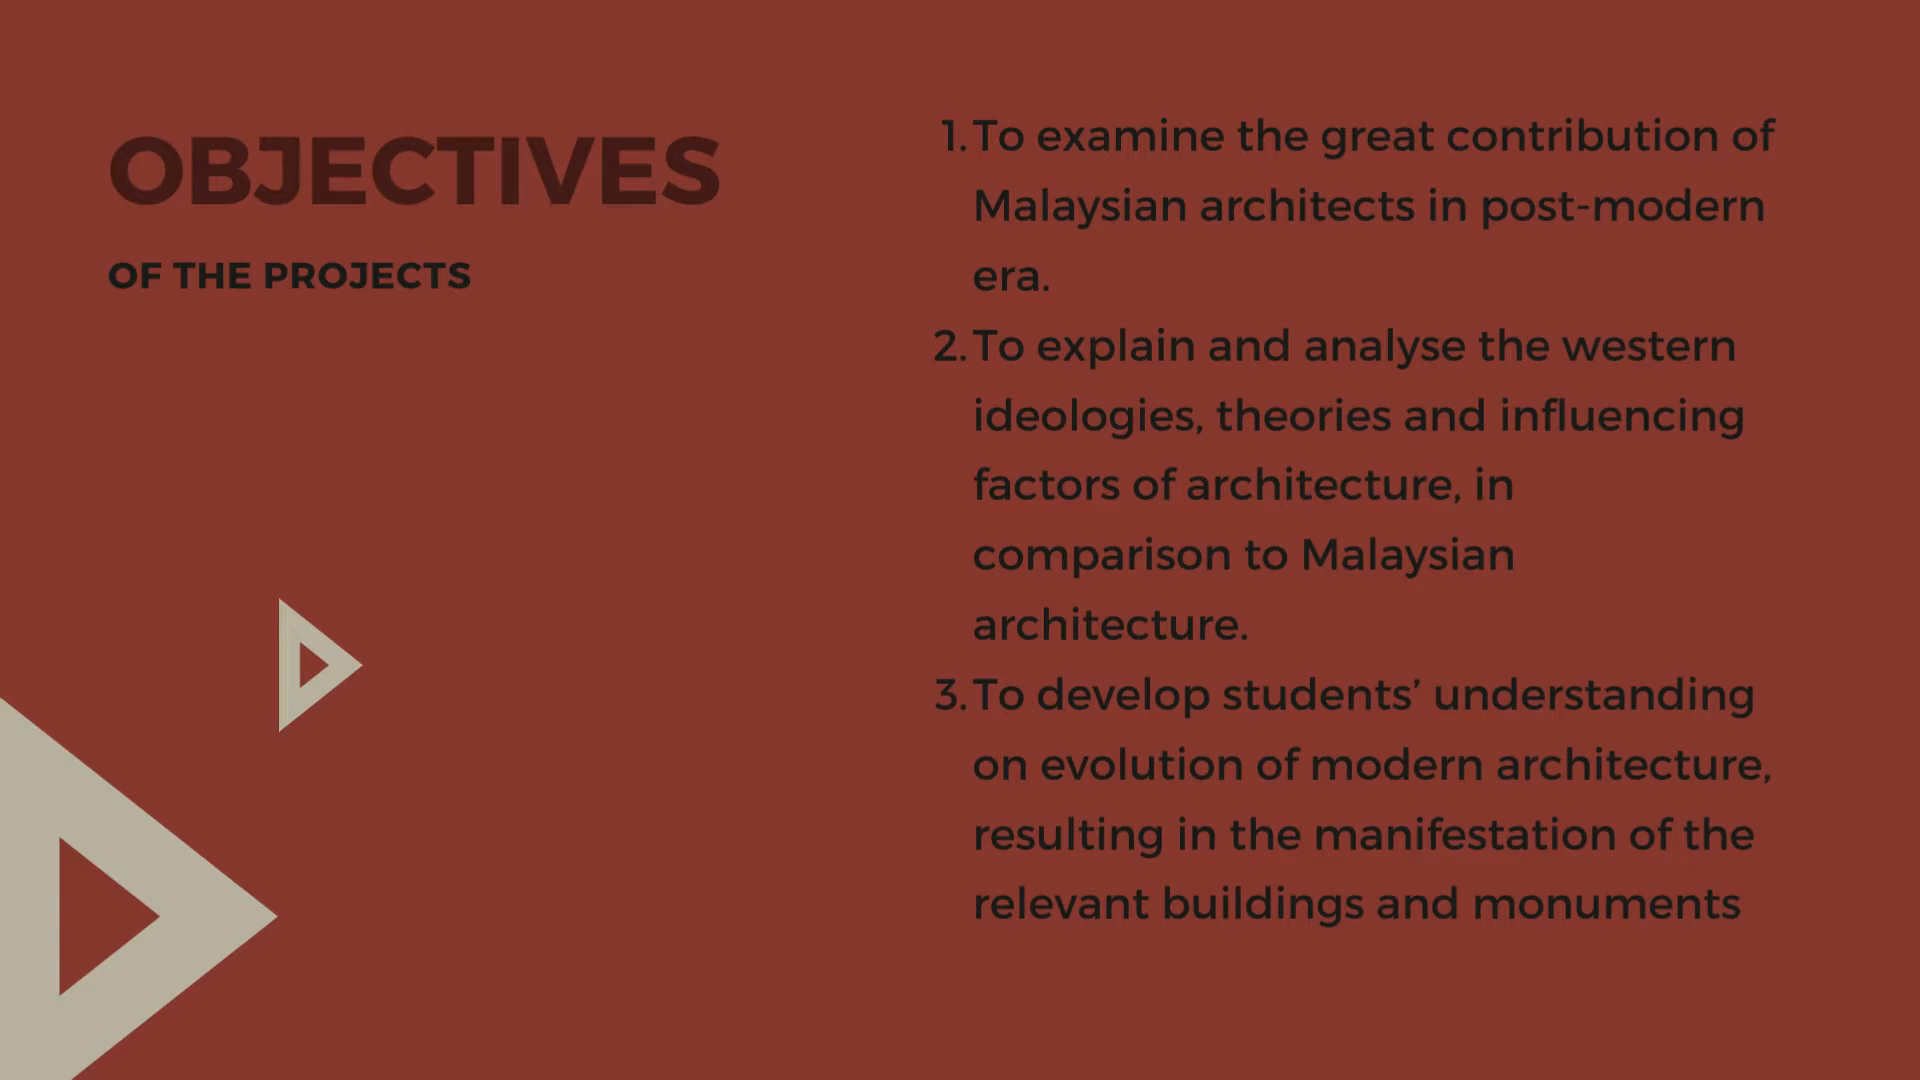 OBJECTIVES
OF THE PROJECTS
1. To examine the great contribution of
Malaysian architects in post-modern
era.
2. To explain and analyse the western
ideologies, theories and influencing
factors of architecture, in
comparison to Malaysian
architecture.
3. To develop students’ understanding
on evolution of modern architecture,
resulting in the manifestation of the
relevant buildings and monuments